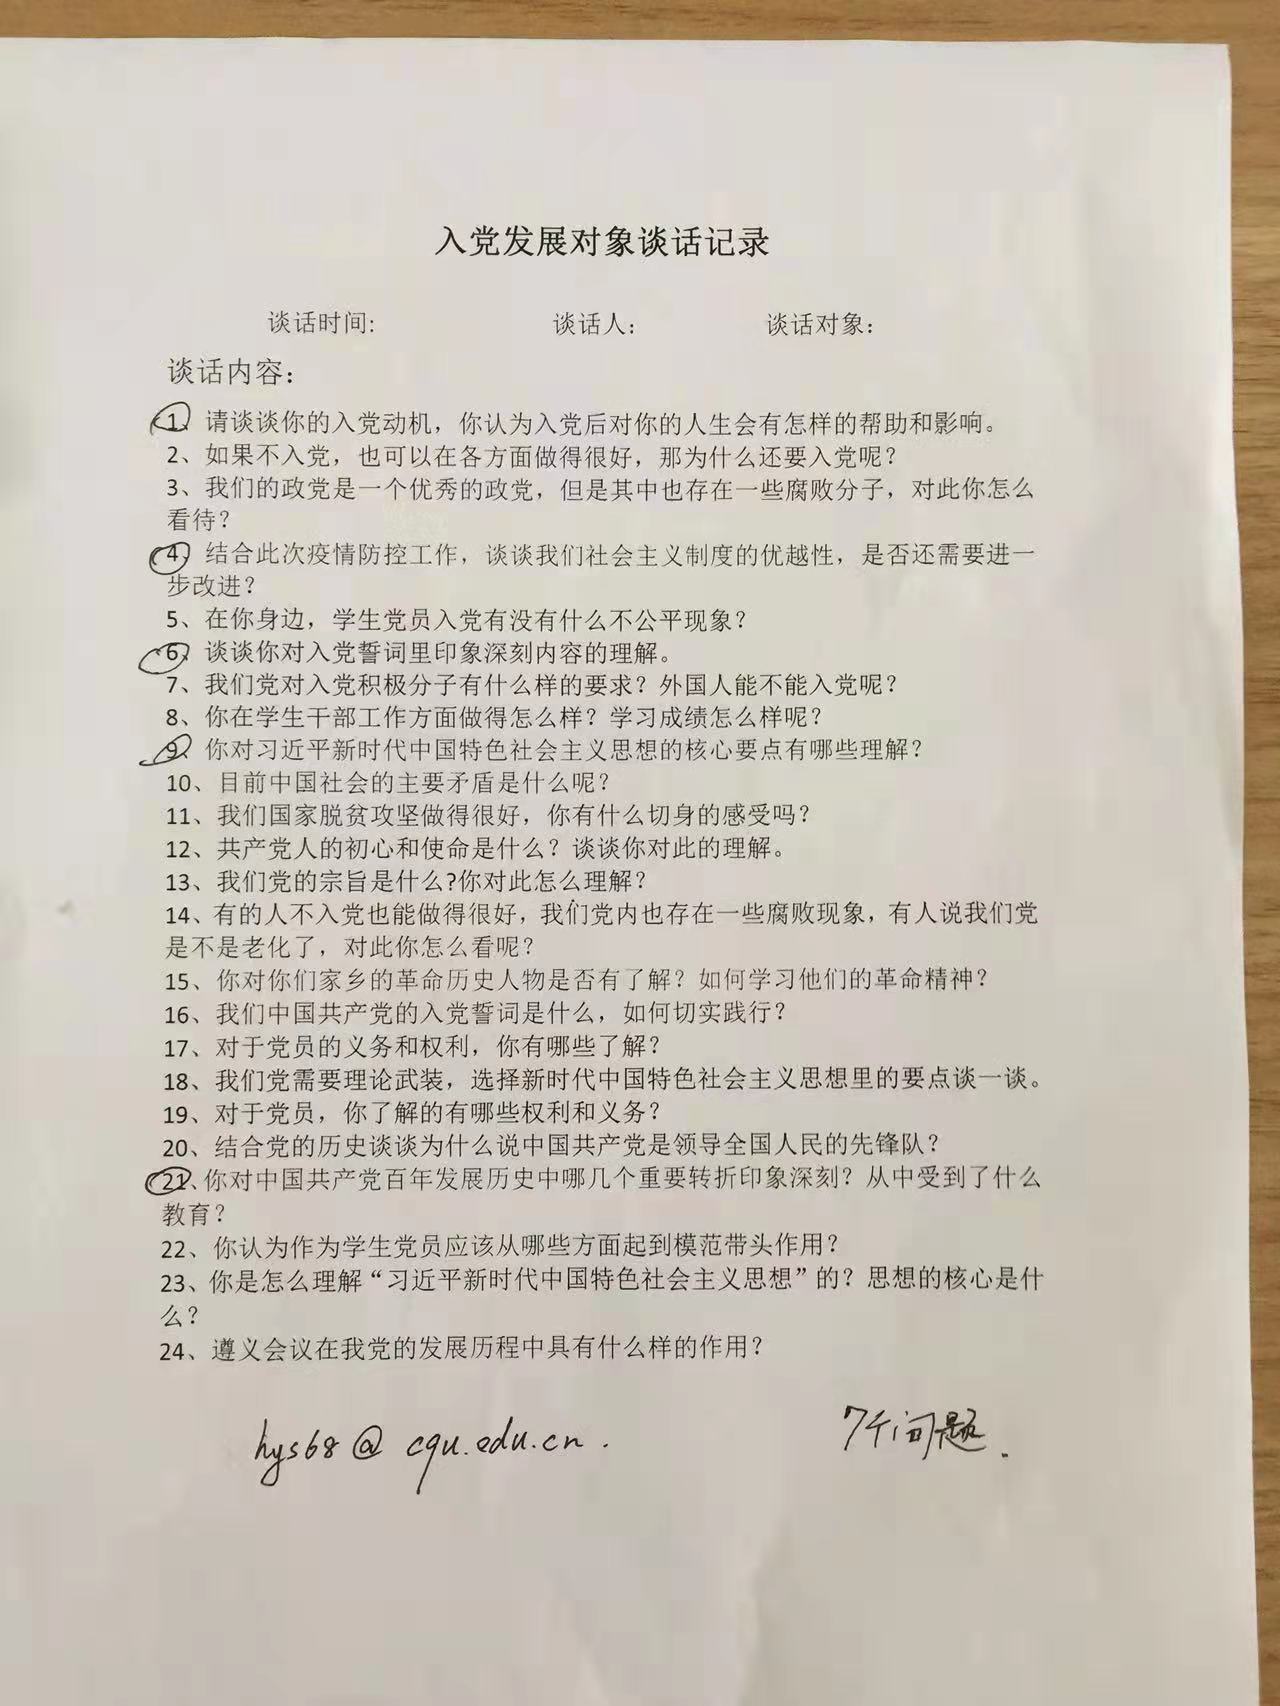 入党发展对象谈话记录
谈话时间: 谈话人: 谈话对象:
谈话内容:
1、请谈谈你的入党动机，你认为入党后对你的人生会有怎样的帮助和影响。
2、如果不入党，也可以在各方面做得很好，那为什么还要入党呢？
3、我们的政党是一个优秀的政党，但是其中也存在一些腐败分子，对此你怎么
看待？
4、结合此次疫情防控工作，谈谈我们社会主义制度的优越性，是否还需要进一
步改进？
5、在你身边，学生党员入党有没有什么不公平现象？
6、谈谈你对入党誓词里印象深刻内容的理解。
7、我们党对入党积极分子有什么样的要求？外国人能不能入党呢？
8、你在学生干部工作方面做得怎么样？学习成绩怎么样呢？
9、你对习近平新时代中国特色社会主义思想的核心要点有哪些理解？
10、目前中国社会的主要矛盾是什么呢？
11、我们国家脱贫攻坚做得很好，你有什么切身的感受吗？
12、共产党人的初心和使命是什么？谈谈你对此的理解。
13、我们党的宗旨是什么?你对此怎么理解？
14、有的人不入党也能做得很好，我们党内也存在一些腐败现象，有人说我们党
是不是老化了，对此你怎么看呢？
15、你对你们家乡的革命历史人物是否有了解？如何学习他们的革命精神？
16、我们中国共产党的入党誓词是什么，如何切实践行？
17、对于党员的义务和权利，你有哪些了解？
18、我们党需要理论武装，选择新时代中国特色社会主义思想里的要点谈一谈。
19、对于党员，你了解的有哪些权利和义务？
20、结合党的历史谈谈为什么说中国共产党是领导全国人民的先锋队？
21、你对中国共产党百年发展历史中哪几个重要转折印象深刻？从中受到了什么
教育？
22、你认为作为学生党员应该从哪些方面起到模范带头作用？
23、你是怎么理解“习近平新时代中国特色社会主义思想”的？思想的核心是什
么？
24、遵义会议在我党的发展历程中具有什么样的作用？
hys68@cqu.edu.cn. 7个问题.